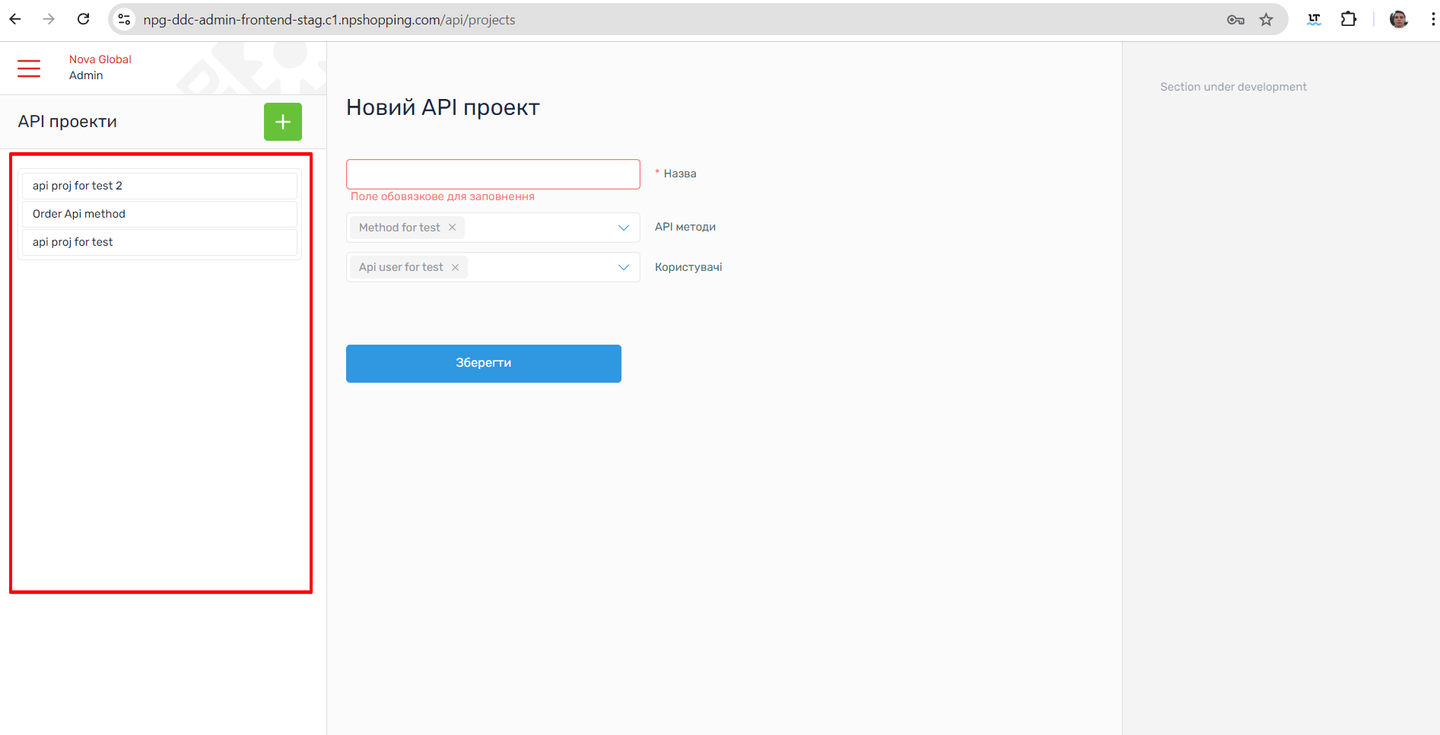 npg-ddc-admin-frontend-stag.c1.npshopping.com/api/projects
LT
Nova Global
Admin
API проекти
api proj for test 2
Order Api method
api proj for test
Новий API проект
* Назва
Поле обовязкове для заповнення
Method for test
API методи
Api user for test
Користувачі
Зберегти
Section under development